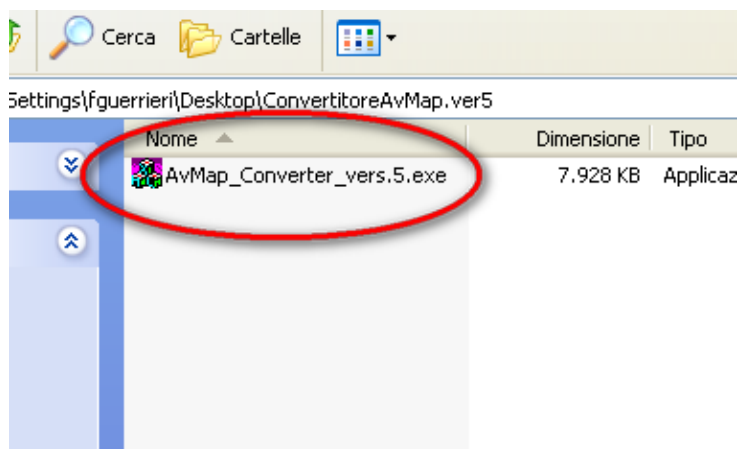 Cerca Cartelle
Settings\fguerrieri\Desktop\ConvertitoreAvMap.ver5
Nome Dimensione Tipo
AvMap_Converter_vers.5.exe 7.928 KB Applicaz